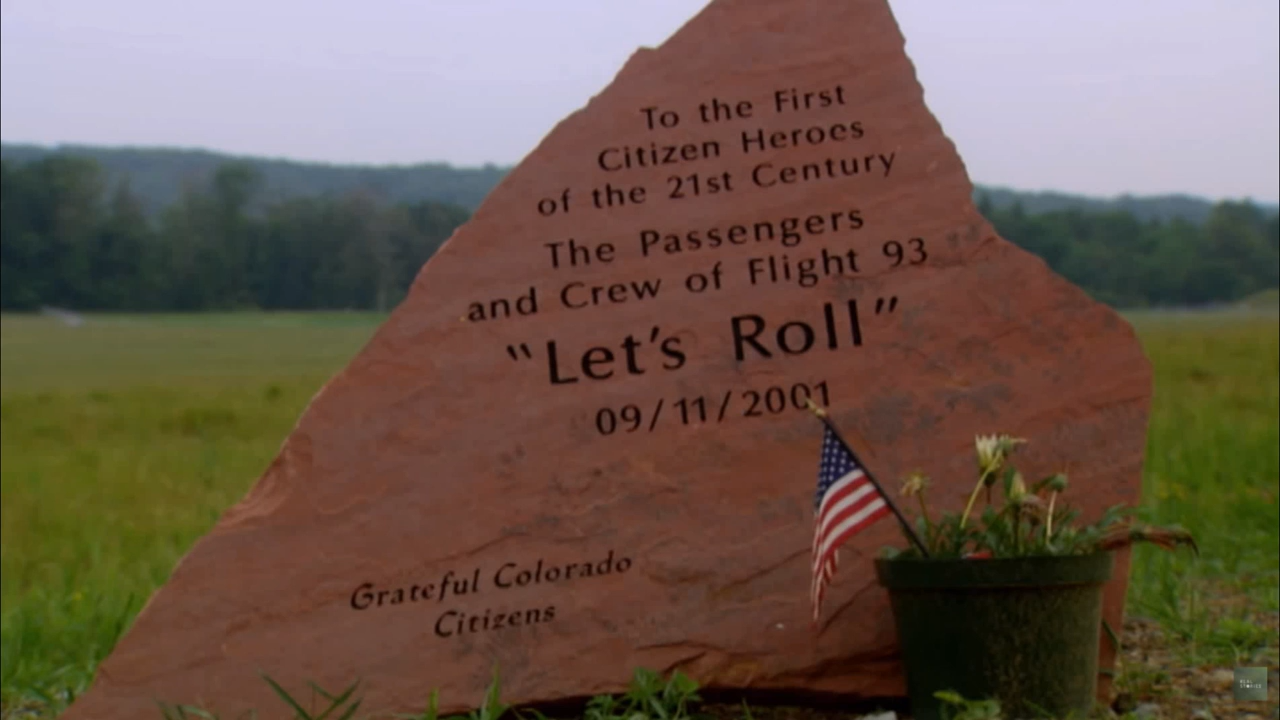 To the First
Citizen Heroes
of the 21st Century
The Passengers
and Crew of Flight 93
"Let's Roll"
09/11/2001
Grateful Colorado
Citizens